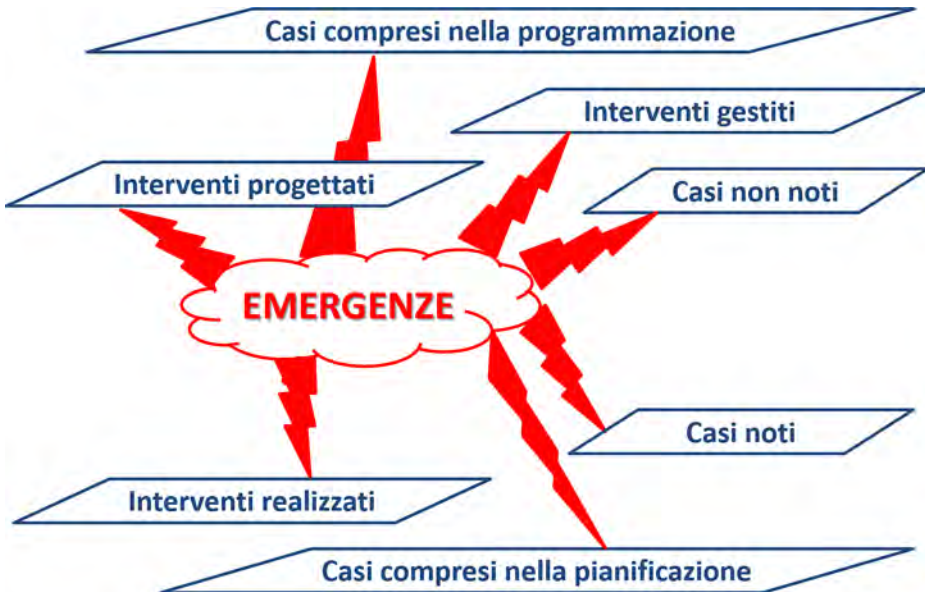 Casi compresi nella programmazione
Interventi gestiti
Interventi progettati
Casi non noti
EMERGENZE
Casi noti
Interventi realizzati
Casi compresi nella pianificazione